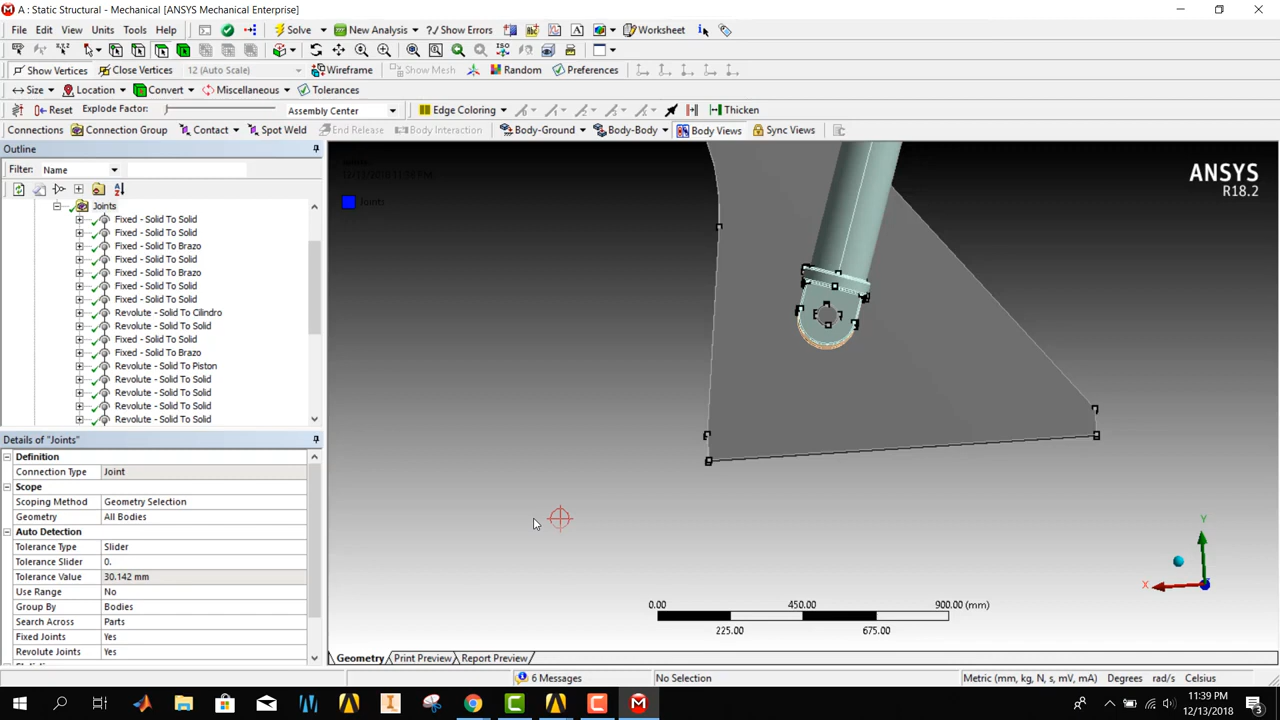 A : Static Structural - Mechanical [ANSYS Mechanical Enterprise]
File Edit View Units Tools Help Solve New Analysis ? Show Errors Worksheet
Show Vertices Close Vertices 12 (Auto Scale) Wireframe Show Mesh Random Preferences
Size Location Convert Miscellaneous Tolerances
Reset Explode Factor: Assembly Center Edge Coloring Thicken
Connections Connection Group Contact Spot Weld End Release Body Interaction Body-Ground Body-Body Body Views Sync Views
Outline
Filter: Name
Joints
Fixed - Solid To Solid
Fixed - Solid To Solid
Fixed - Solid To Brazo
Fixed - Solid To Solid
Fixed - Solid To Brazo
Fixed - Solid To Solid
Fixed - Solid To Solid
Revolute - Solid To Cilindro
Revolute - Solid To Solid
Fixed - Solid To Solid
Fixed - Solid To Brazo
Revolute - Solid To Piston
Revolute - Solid To Solid
Revolute - Solid To Solid
Revolute - Solid To Solid
Revolute - Solid To Solid
Details of "Joints"
Definition
Connection Type Joint
Scope
Scoping Method Geometry Selection
Geometry All Bodies
Auto Detection
Tolerance Type Slider
Tolerance Slider 0.
Tolerance Value 30.142 mm
Use Range No
Group By Bodies
Search Across Parts
Fixed Joints Yes
Revolute Joints Yes
12/13/2018 11:39 PM
Joints
ANSYS
R18.2
Y
X
0.00 450.00 900.00 (mm)
225.00 675.00
Geometry Print Preview Report Preview
6 Messages No Selection Metric (mm, kg, N, s, mV, mA) Degrees rad/s Celsius
11:39 PM
12/13/2018
3